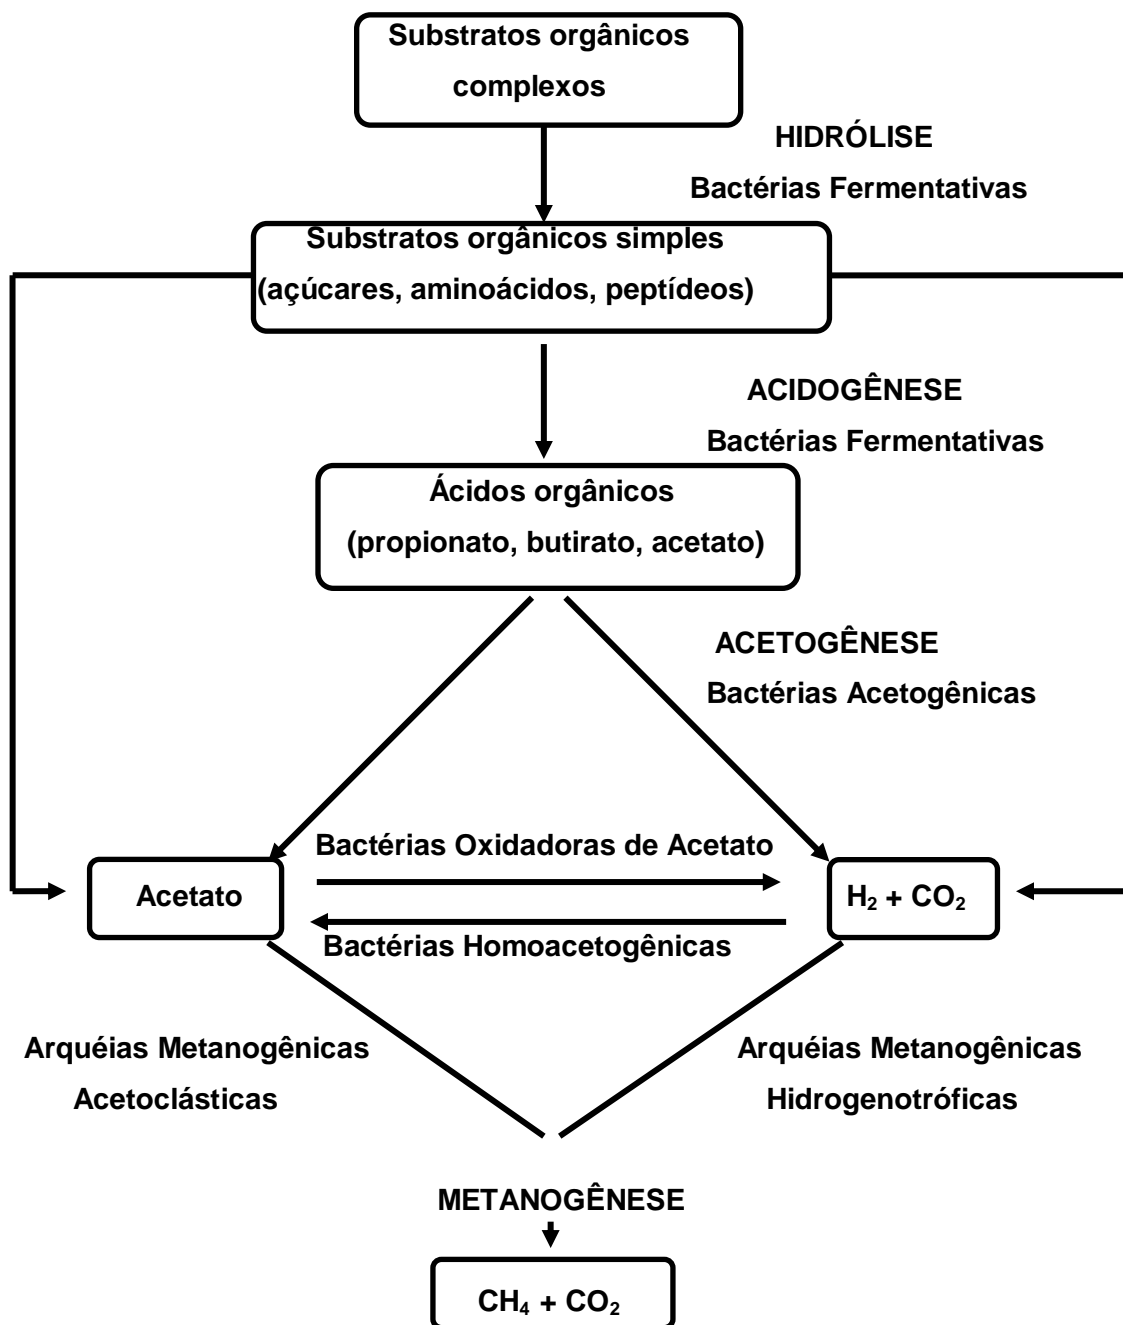 Substratos orgânicos
complexos
HIDRÓLISE
Bactérias Fermentativas
Substratos orgânicos simples
(açúcares, aminoácidos, peptídeos)
ACIDOGÊNESE
Bactérias Fermentativas
Ácidos orgânicos
(propionato, butirato, acetato)
ACETOGÊNESE
Bactérias Acetogênicas
Bactérias Oxidadoras de Acetato
Acetato
H₂ + CO₂
Bactérias Homoacetogênicas
Arquéias Metanogênicas
Acetoclásticas
Arquéias Metanogênicas
Hidrogenotróficas
METANOGÊNESE
CH₄ + CO₂